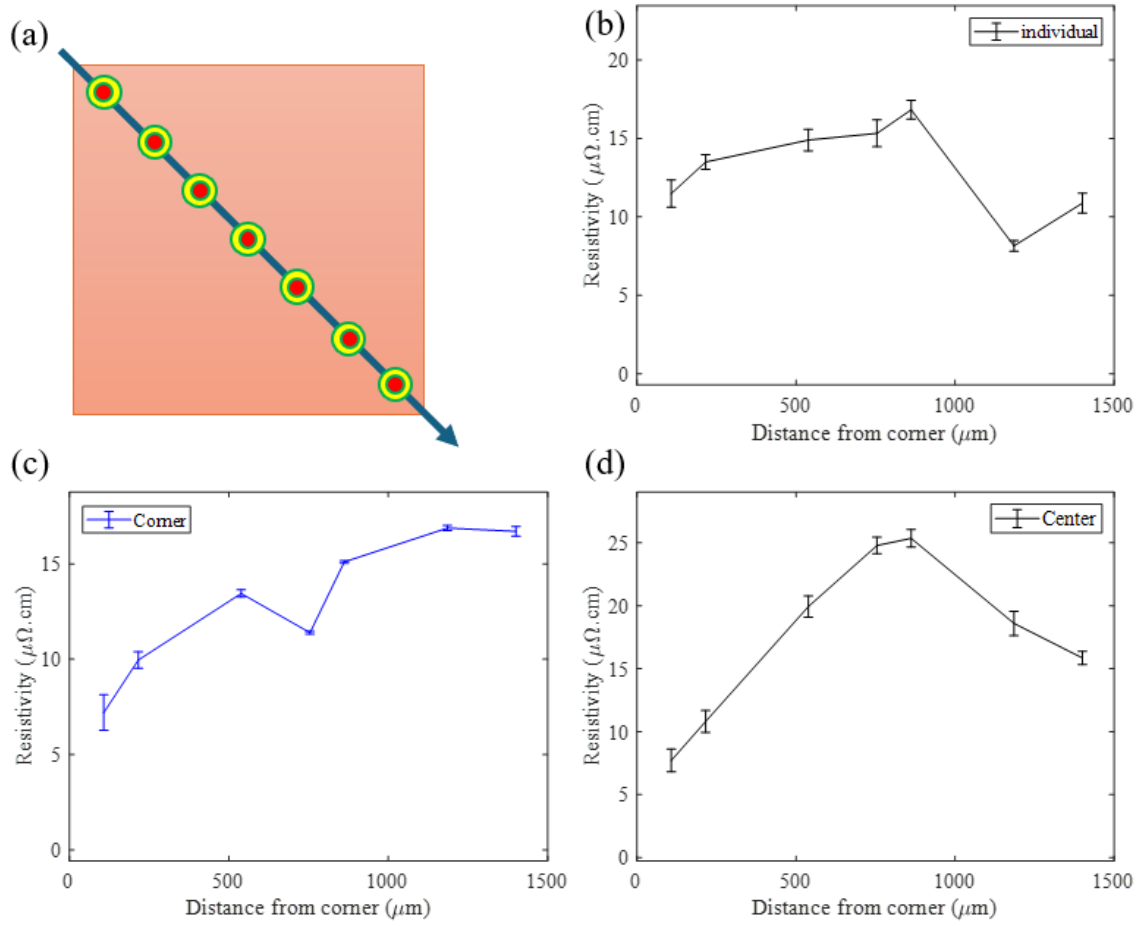 (a)
(b)
individual
20
15
10
5
0
Resistivity (μΩ.cm)
0 500 1000 1500
Distance from corner (μm)
(c)
Corner
15
10
5
0
Resistivity (μΩ.cm)
0 500 1000 1500
Distance from corner (μm)
(d)
Center
25
20
15
10
5
0
Resistivity (μΩ.cm)
0 500 1000 1500
Distance from corner (μm)